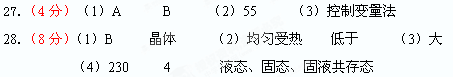 27.（4分）（1）A B （2）55 （3）控制变量法
28.（8分）（1）B 晶体 （2）均匀受热 低于 （3）大
（4）230 4 液态、固态、固液共存态